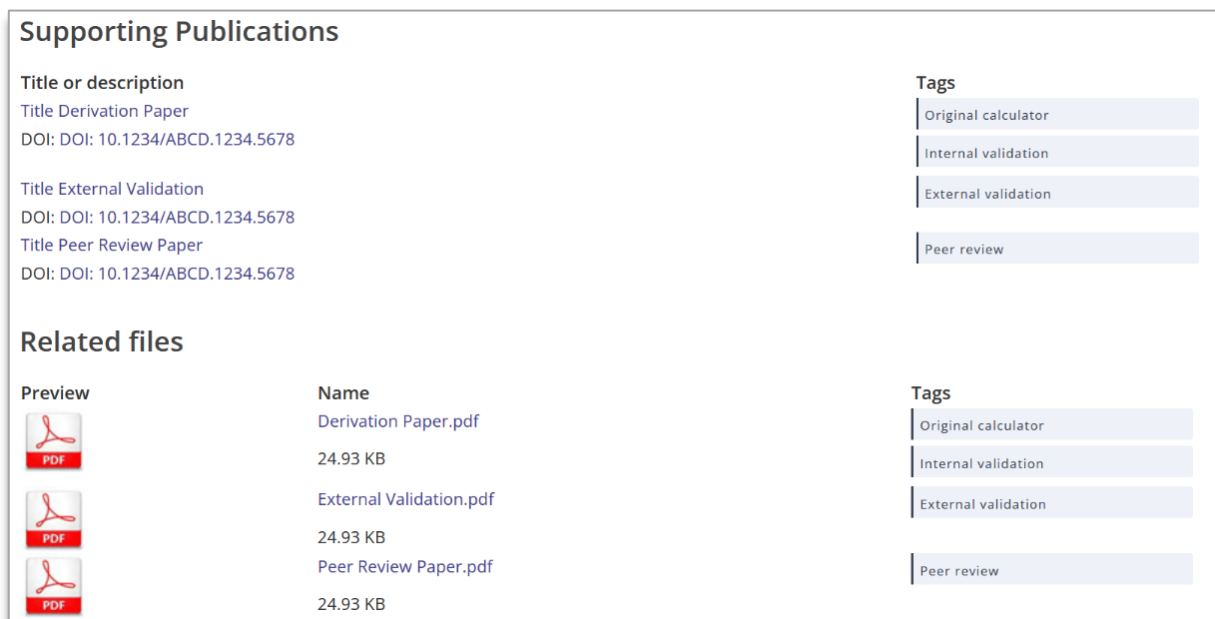 Supporting Publications
Title or description Tags
Title Derivation Paper Original calculator
DOI: DOI: 10.1234/ABCD.1234.5678
Internal validation
Title External Validation External validation
DOI: DOI: 10.1234/ABCD.1234.5678
Title Peer Review Paper Peer review
DOI: DOI: 10.1234/ABCD.1234.5678
Related files
Preview Name Tags
PDF
Derivation Paper.pdf Original calculator
24.93 KB Internal validation
PDF
External Validation.pdf External validation
24.93 KB
PDF
Peer Review Paper.pdf Peer review
24.93 KB